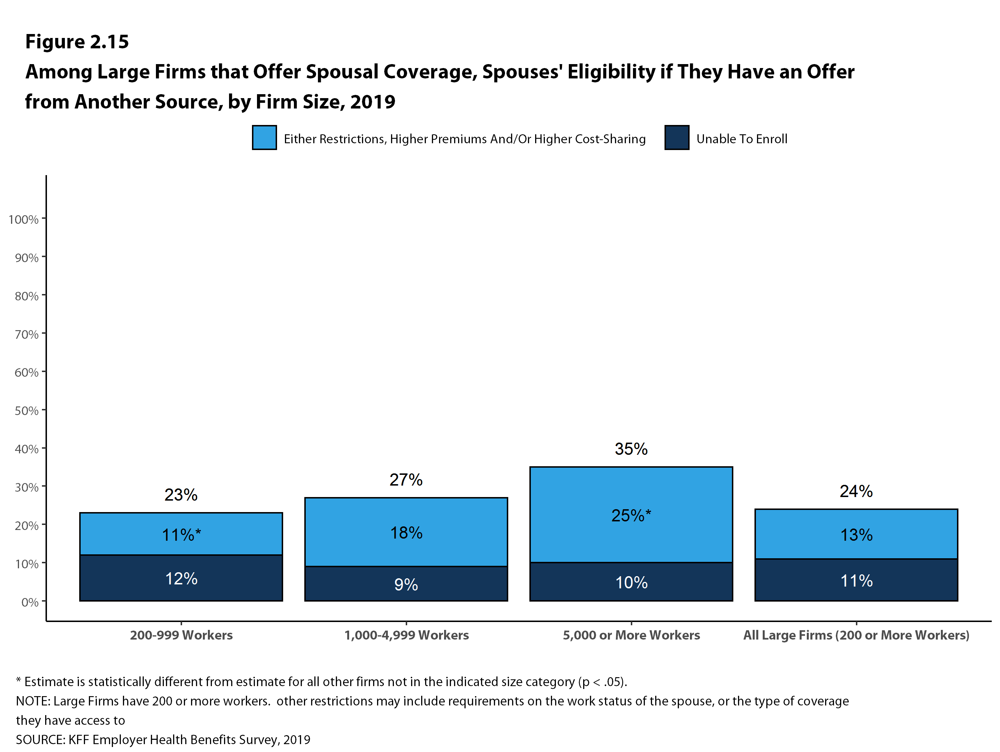 Figure 2.15
Among Large Firms that Offer Spousal Coverage, Spouses' Eligibility if They Have an Offer
from Another Source, by Firm Size, 2019
Either Restrictions, Higher Premiums And/Or Higher Cost-Sharing
Unable To Enroll
100%
90%
80%
70%
60%
50%
40%
30%
20%
10%
0%
23%
11%*
12%
27%
18%
9%
35%
25%*
10%
24%
13%
11%
200-999 Workers
1,000-4,999 Workers
5,000 or More Workers
All Large Firms (200 or More Workers)
* Estimate is statistically different from estimate for all other firms not in the indicated size category (p < .05).
NOTE: Large Firms have 200 or more workers.  other restrictions may include requirements on the work status of the spouse, or the type of coverage
they have access to
SOURCE: KFF Employer Health Benefits Survey, 2019